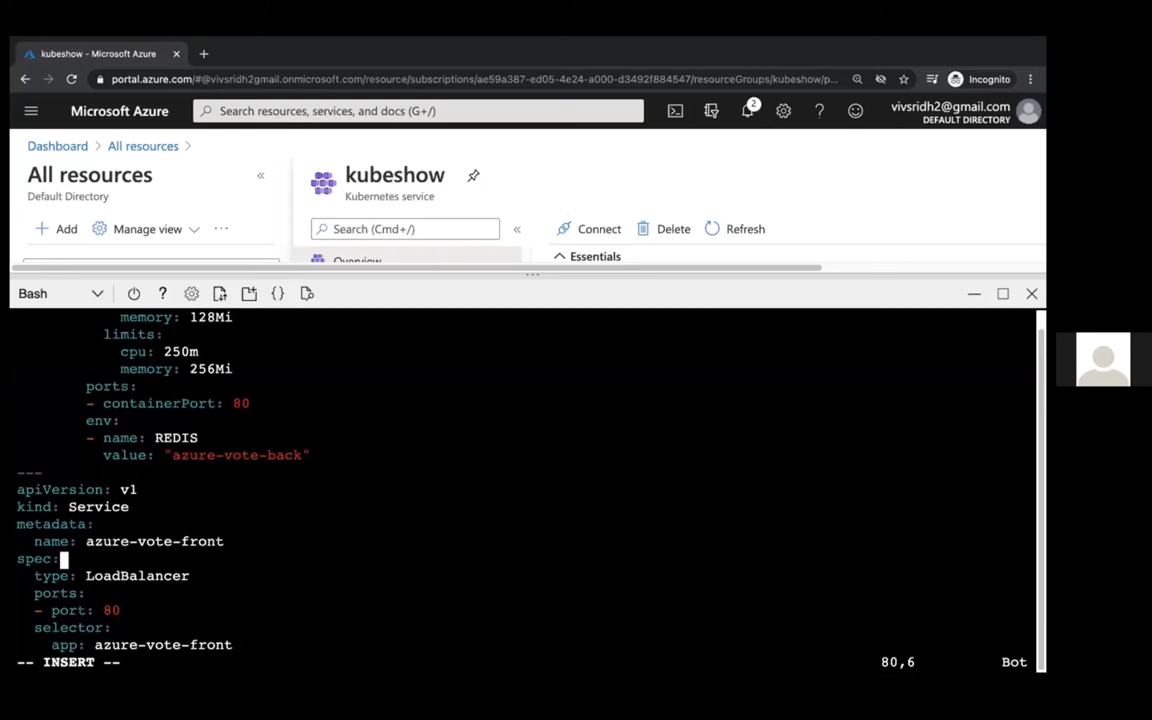 kubeshow - Microsoft Azure
portal.azure.com/#@vivsridh2gmail.onmicrosoft.com/resource/subscriptions/ae59a387-ed05-4e24-a000-d3492f884547/resourceGroups/kubeshow/p...
Incognito
Microsoft Azure
Search resources, services, and docs (G+/)
2
vivsridh2@gmail.com
DEFAULT DIRECTORY
Dashboard > All resources >
All resources
Default Directory
Add
Manage view
...
kubeshow
Kubernetes service
Search (Cmd+/)
Connect
Delete
Refresh
Overview
Essentials
Bash
memory: 128Mi
limits:
cpu: 250m
memory: 256Mi
ports:
- containerPort: 80
env:
- name: REDIS
value: "azure-vote-back"
---
apiVersion: v1
kind: Service
metadata:
name: azure-vote-front
spec:
type: LoadBalancer
ports:
- port: 80
selector:
app: azure-vote-front
-- INSERT --
80,6
Bot